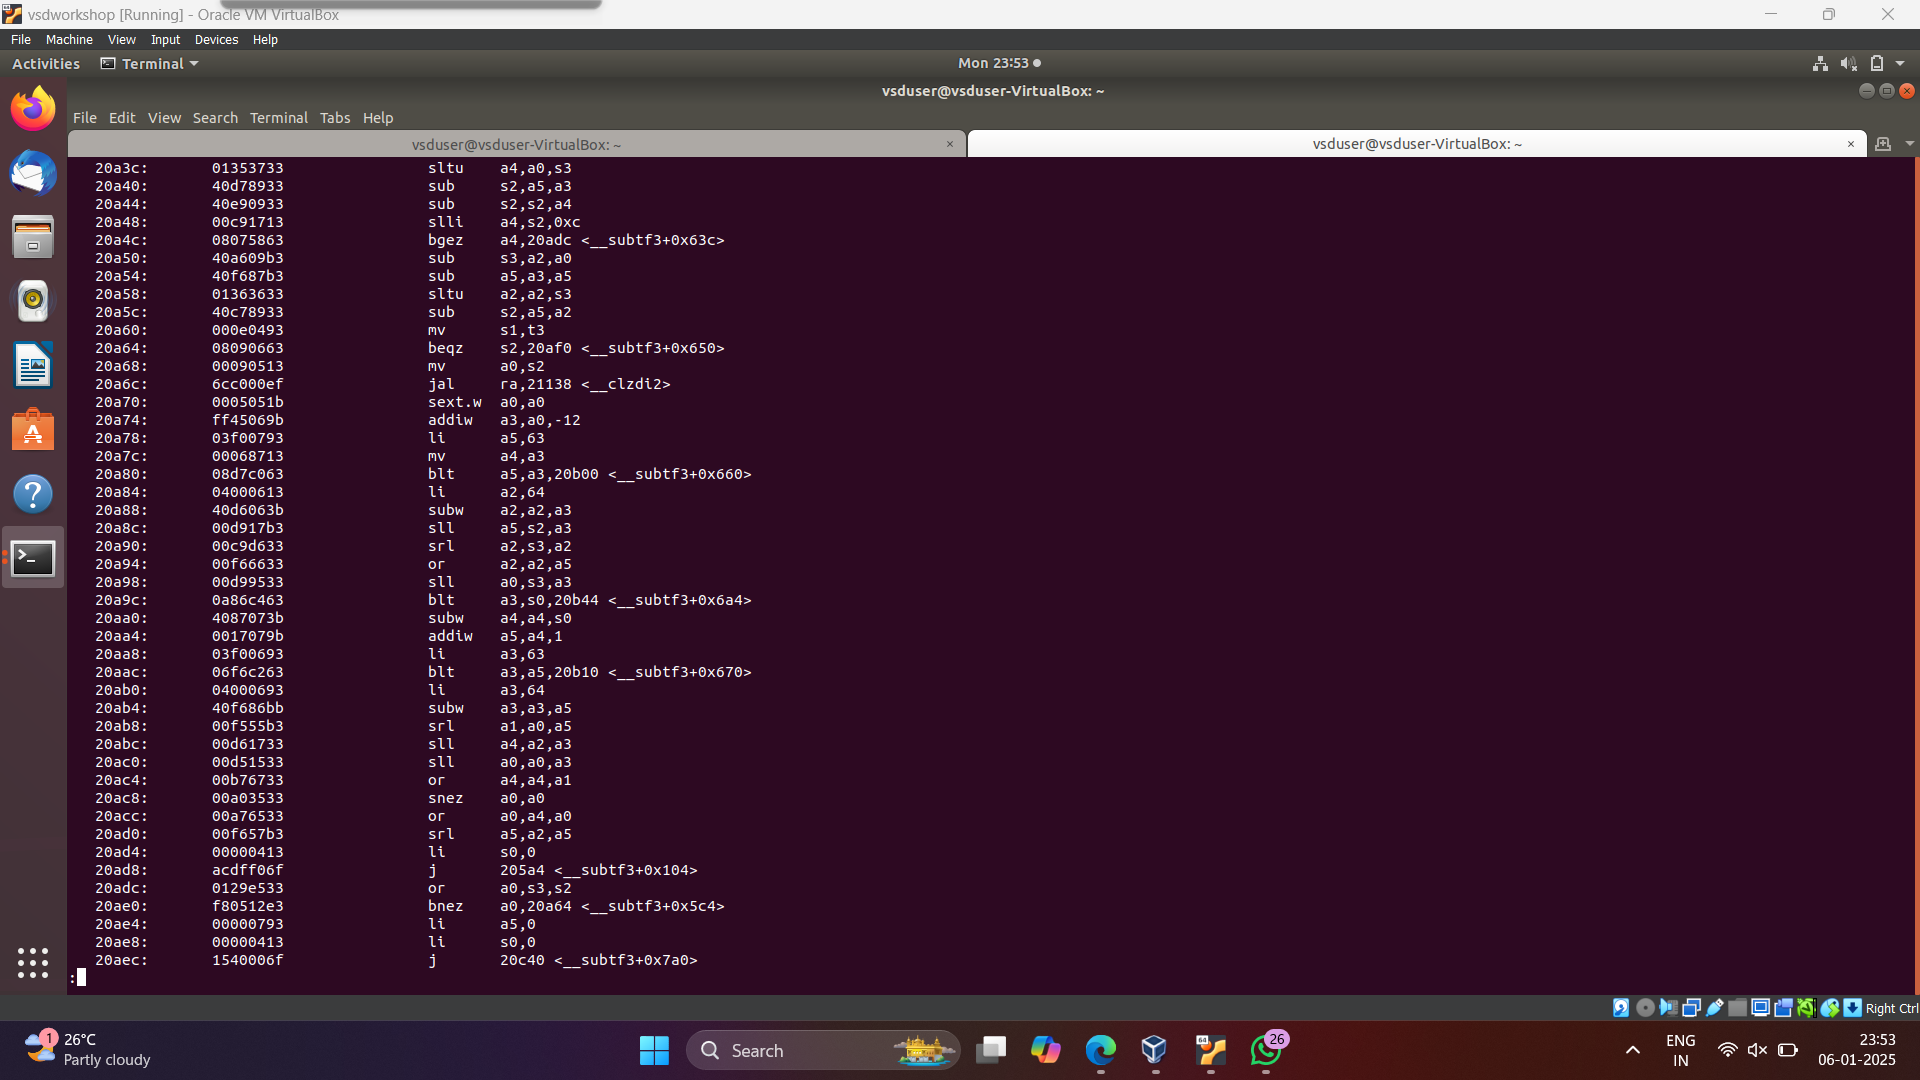 vsdworkshop [Running] - Oracle VM VirtualBox
File Machine View Input Devices Help
Activities Terminal Mon 23:53
vsduser@vsduser-VirtualBox: ~
File Edit View Search Terminal Tabs Help
vsduser@vsduser-VirtualBox: ~ × vsduser@vsduser-VirtualBox: ~ ×
20a3c: 01353733 sltu a4,a0,s3
20a40: 40d78933 sub s2,a5,a3
20a44: 40e90933 sub s2,s2,a4
20a48: 00c91713 slli a4,s2,0xc
20a4c: 08075863 bgez a4,20adc <__subtf3+0x63c>
20a50: 40a609b3 sub s3,a2,a0
20a54: 40f687b3 sub a5,a3,a5
20a58: 01363633 sltu a2,a2,s3
20a5c: 40c78933 sub s2,a5,a2
20a60: 000e0493 mv s1,t3
20a64: 08090663 beqz s2,20af0 <__subtf3+0x650>
20a68: 00090513 mv a0,s2
20a6c: 6cc000ef jal ra,21138 <__clzdi2>
20a70: 0005051b sext.w a0,a0
20a74: ff45069b addiw a3,a0,-12
20a78: 03f00793 li a5,63
20a7c: 00068713 mv a4,a3
20a80: 08d7c063 blt a5,a3,20b00 <__subtf3+0x660>
20a84: 04000613 li a2,64
20a88: 40d6063b subw a2,a2,a3
20a8c: 00d917b3 sll a5,s2,a3
20a90: 00c9d633 srl a2,s3,a2
20a94: 00f66633 or a2,a2,a5
20a98: 00d99533 sll a0,s3,a3
20a9c: 0a86c463 blt a3,s0,20b44 <__subtf3+0x6a4>
20aa0: 4087073b subw a4,a4,s0
20aa4: 0017079b addiw a5,a4,1
20aa8: 03f00693 li a3,63
20aac: 06f6c263 blt a3,a5,20b10 <__subtf3+0x670>
20ab0: 04000693 li a3,64
20ab4: 40f686bb subw a3,a3,a5
20ab8: 00f555b3 srl a1,a0,a5
20abc: 00d61733 sll a4,a2,a3
20ac0: 00d51533 sll a0,a0,a3
20ac4: 00b76733 or a4,a4,a1
20ac8: 00a03533 snez a0,a0
20acc: 00a76533 or a0,a4,a0
20ad0: 00f657b3 srl a5,a2,a5
20ad4: 00000413 li s0,0
20ad8: acdff06f j 205a4 <__subtf3+0x104>
20adc: 0129e533 or a0,s3,s2
20ae0: f80512e3 bnez a0,20a64 <__subtf3+0x5c4>
20ae4: 00000793 li a5,0
20ae8: 00000413 li s0,0
20aec: 1540006f j 20c40 <__subtf3+0x7a0>
:
Right Ctrl
1 26°C
Partly cloudy
Search
64
26
ENG
IN
23:53
06-01-2025